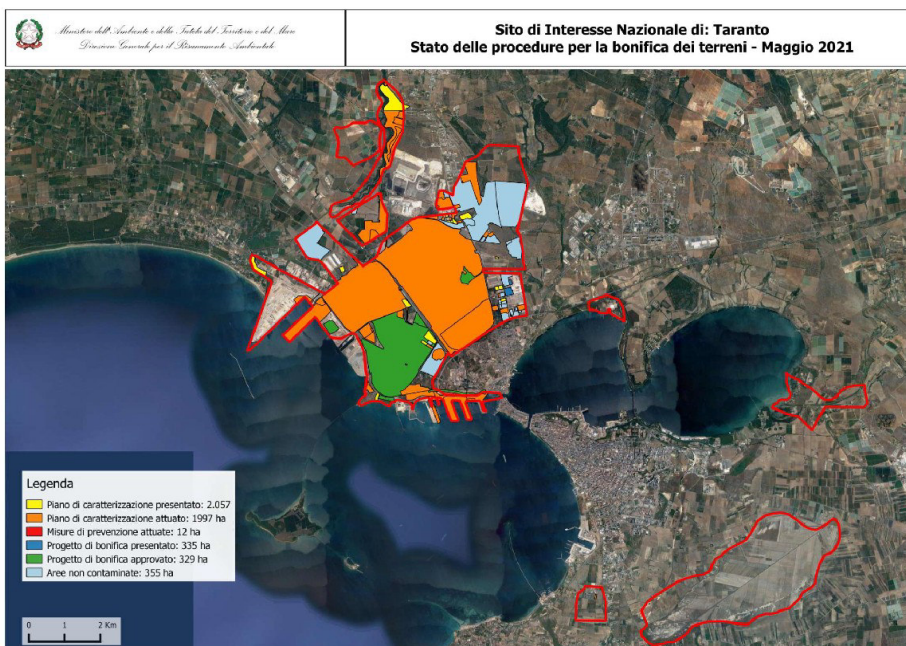 Ministero dell'Ambiente e della Tutela del Territorio e del Mare
Direzione Generale per il Risanamento Ambientale
Sito di Interesse Nazionale di: Taranto
Stato delle procedure per la bonifica dei terreni - Maggio 2021
Legenda
Piano di caratterizzazione presentato: 2.057
Piano di caratterizzazione attuato: 1997 ha
Misure di prevenzione attuate: 12 ha
Progetto di bonifica presentato: 335 ha
Progetto di bonifica approvato: 329 ha
Aree non contaminate: 355 ha
0 1 2 Km